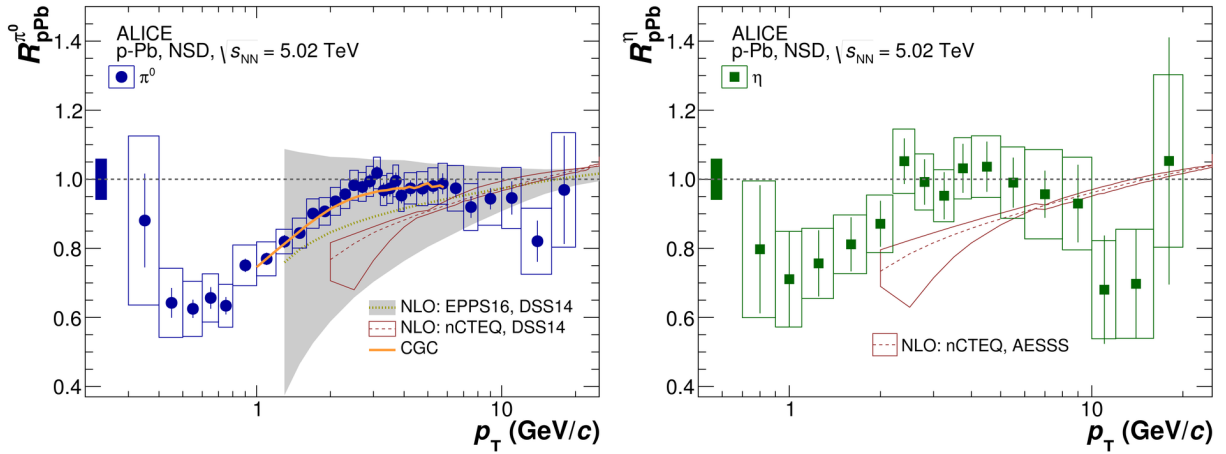 R_pPb^π⁰
1.4
1.2
1.0
0.8
0.6
0.4
ALICE
p-Pb, NSD, √s_NN = 5.02 TeV
π⁰
NLO: EPPS16, DSS14
NLO: nCTEQ, DSS14
CGC
1
10
p_T (GeV/c)
R_pPb^η
1.4
1.2
1.0
0.8
0.6
0.4
ALICE
p-Pb, NSD, √s_NN = 5.02 TeV
η
NLO: nCTEQ, AESSS
1
10
p_T (GeV/c)